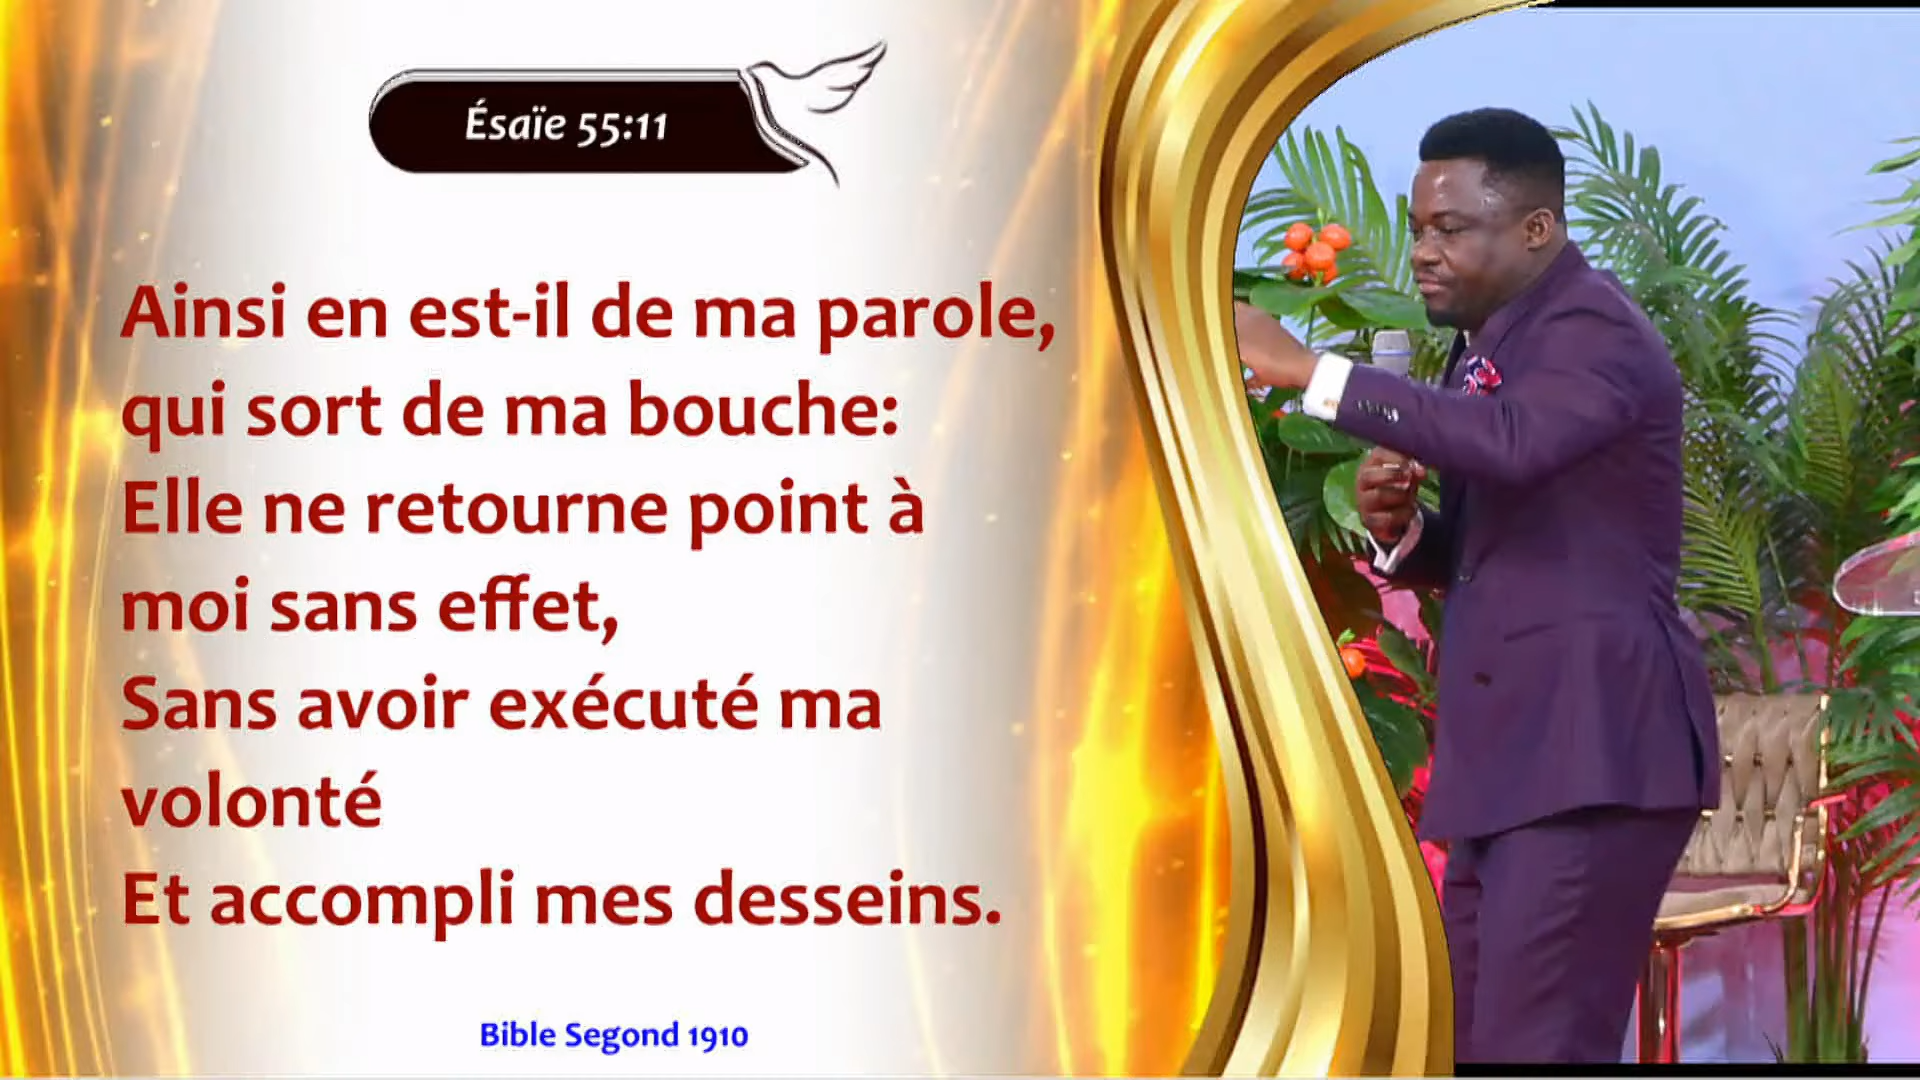 Ésaïe 55:11
Ainsi en est-il de ma parole,
qui sort de ma bouche:
Elle ne retourne point à
moi sans effet,
Sans avoir exécuté ma
volonté
Et accompli mes desseins.
Bible Segond 1910